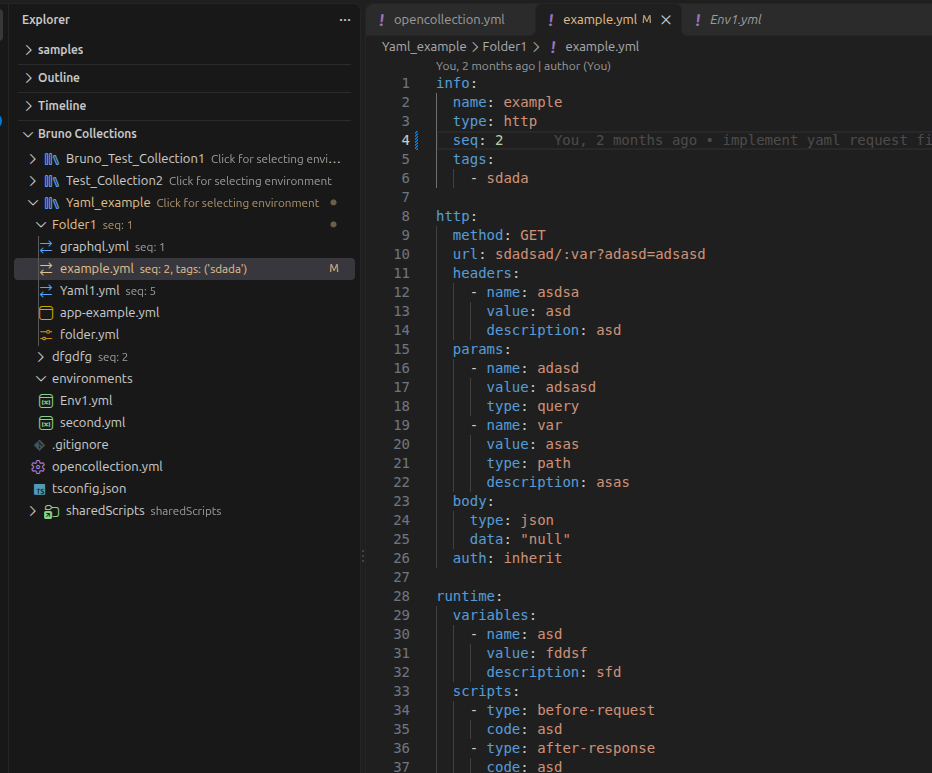 Explorer
samples
Outline
Timeline
Bruno Collections
Bruno_Test_Collection1 Click for selecting envi...
Test_Collection2 Click for selecting environment
Yaml_example Click for selecting environment
Folder1 seq: 1
graphql.yml seq: 1
example.yml seq: 2, tags: ('sdada') M
Yaml1.yml seq: 5
app-example.yml
folder.yml
dfgdfg seq: 2
environments
Env1.yml
second.yml
.gitignore
opencollection.yml
tsconfig.json
sharedScripts sharedScripts
! opencollection.yml ! example.yml M ! Env1.yml
Yaml_example > Folder1 > ! example.yml
You, 2 months ago | author (You)
1 info:
2 name: example
3 type: http
4 seq: 2 You, 2 months ago • implement yaml request fi
5 tags:
6 - sdada
7
8 http:
9 method: GET
10 url: sdadsad/:var?adasd=adsasd
11 headers:
12 - name: asdsa
13 value: asd
14 description: asd
15 params:
16 - name: adasd
17 value: adsasd
18 type: query
19 - name: var
20 value: asas
21 type: path
22 description: asas
23 body:
24 type: json
25 data: "null"
26 auth: inherit
27
28 runtime:
29 variables:
30 - name: asd
31 value: fddsf
32 description: sfd
33 scripts:
34 - type: before-request
35 code: asd
36 - type: after-response
37 code: asd